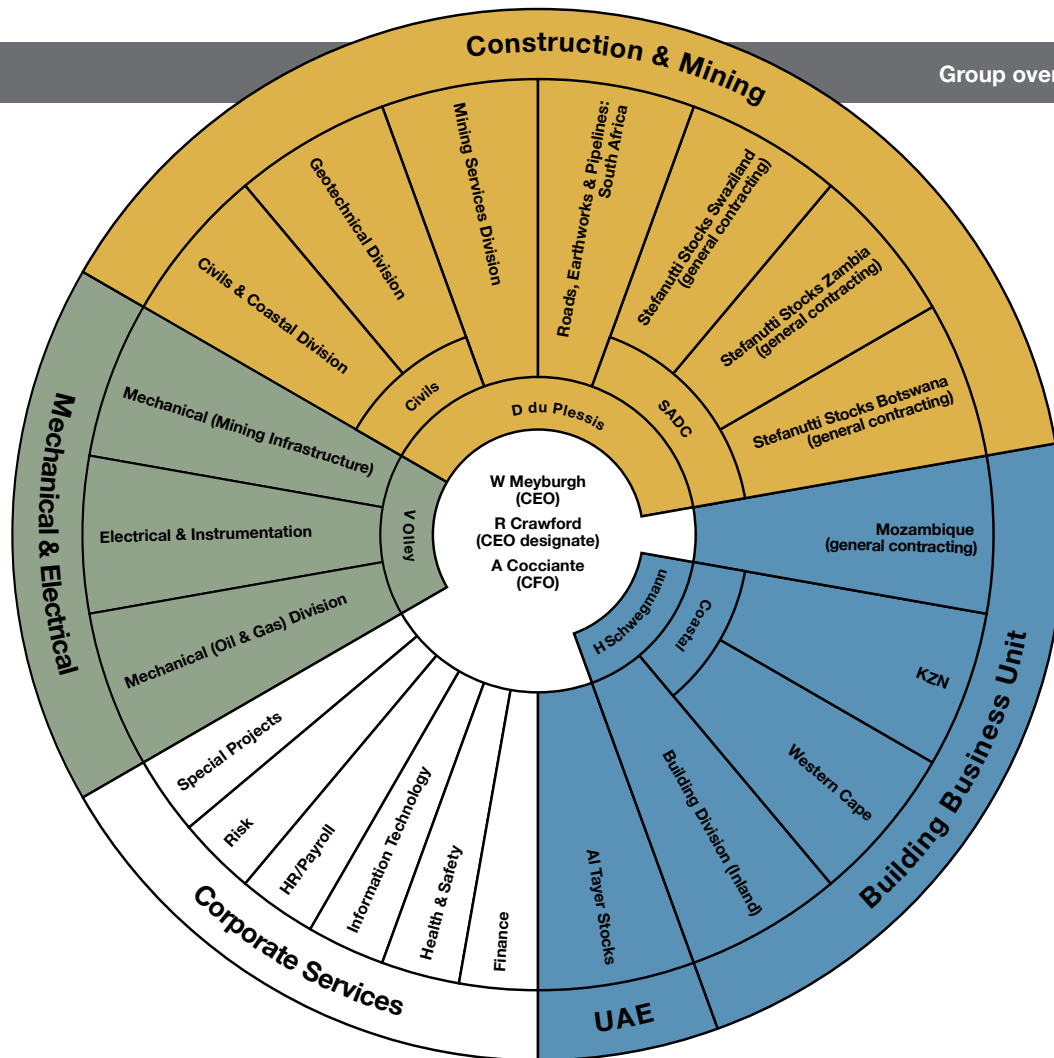 Group over
Construction & Mining
Civils & Coastal Division
Geotechnical Division
Mining Services Division
Roads, Earthworks & Pipelines:
South Africa
Stefanutti Stocks Swaziland
(general contracting)
Stefanutti Stocks Zambia
(general contracting)
Stefanutti Stocks Botswana
(general contracting)
Civils
SADC
D du Plessis
Mechanical & Electrical
Mechanical (Mining Infrastructure)
Electrical & Instrumentation
Mechanical (Oil & Gas) Division
V Olley
W Meyburgh
(CEO)
R Crawford
(CEO designate)
A Cocciante
(CFO)
Building Business Unit
Mozambique
(general contracting)
KZN
Western Cape
Building Division (Inland)
Coastal
H Schwegmann
UAE
Al Tayer Stocks
Corporate Services
Special Projects
Risk
HR/Payroll
Information Technology
Health & Safety
Finance